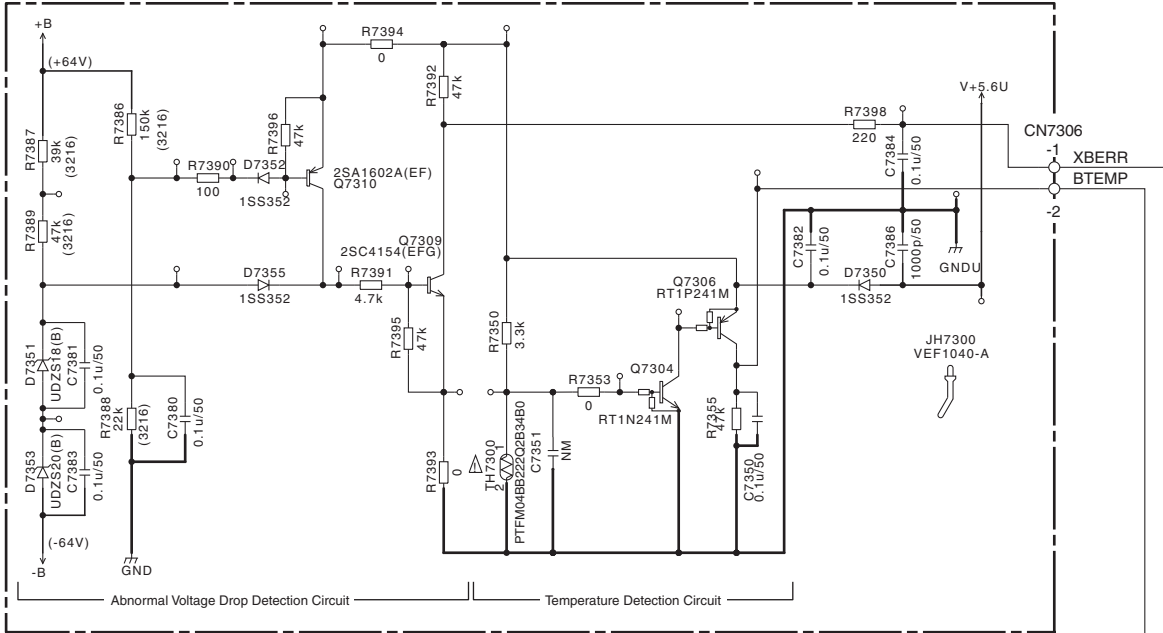 +B
(+64V)
R7394
0
R7392
47k
R7386
150k
(3216)
R7387
39k
(3216)
R7396
47k
R7390
100
D7352
1SS352
2SA1602A(EF)
Q7310
R7398
220
V+5.6U
C7384
0.1u/50
CN7306
-1
XBERR
BTEMP
-2
R7389
47k
(3216)
Q7309
2SC4154(EFG)
D7355
1SS352
R7391
4.7k
R7395
47k
R7350
3.3k
Q7306
RT1P241M
C7382
0.1u/50
C7386
1000p/50
GNDU
D7350
1SS352
JH7300
VEF1040-A
D7351
UDZS18(B)
C7381
0.1u/50
R7388
22k
(3216)
C7380
0.1u/50
D7353
UDZS20(B)
C7383
0.1u/50
R7353
0
Q7304
RT1N241M
R7355
47k
C7350
0.1u/50
R7393
0
TH7300
1
2
PTFM04BB222Q2B34B0
C7351
NM
(-64V)
-B
GND
Abnormal Voltage Drop Detection Circuit
Temperature Detection Circuit